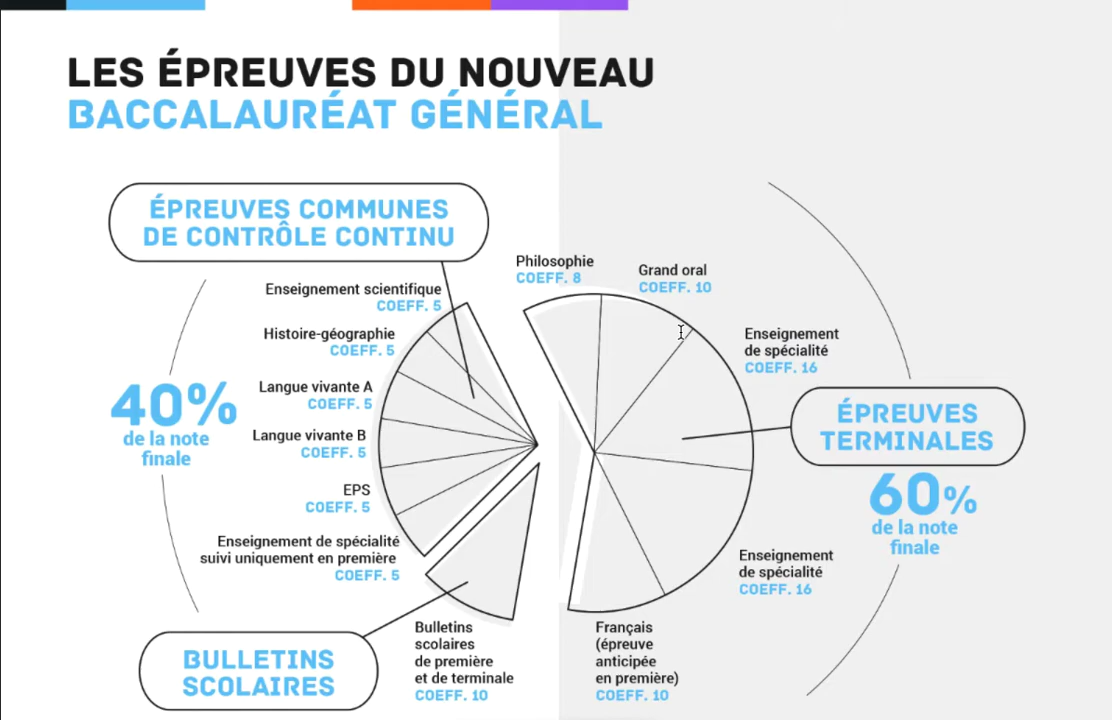 LES ÉPREUVES DU NOUVEAU
BACCALAURÉAT GÉNÉRAL
ÉPREUVES COMMUNES
DE CONTRÔLE CONTINU
Enseignement scientifique
COEFF. 5
Histoire-géographie
COEFF. 5
Langue vivante A
COEFF. 5
Langue vivante B
COEFF. 5
EPS
COEFF. 5
Enseignement de spécialité
suivi uniquement en première
COEFF. 5
40%
de la note
finale
BULLETINS
SCOLAIRES
Bulletins
scolaires
de première
et de terminale
COEFF. 10
Philosophie
COEFF. 8
Grand oral
COEFF. 10
Enseignement
de spécialité
COEFF. 16
ÉPREUVES
TERMINALES
60%
de la note
finale
Enseignement
de spécialité
COEFF. 16
Français
(épreuve
anticipée
en première)
COEFF. 10